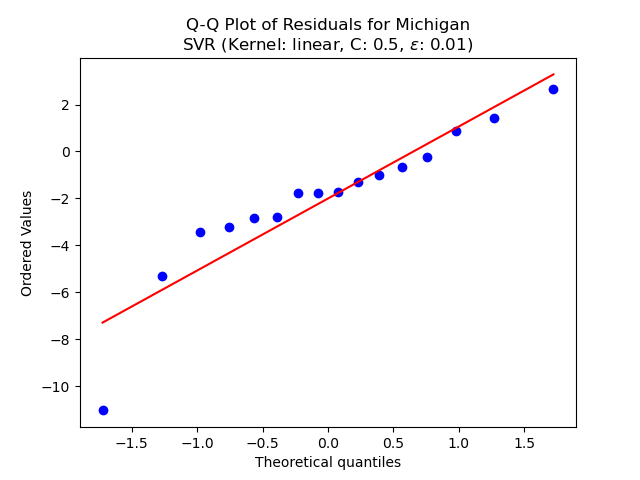 Q-Q Plot of Residuals for Michigan
SVR (Kernel: linear, C: 0.5, ε: 0.01)
Ordered Values
2
0
−2
−4
−6
−8
−10
−1.5 −1.0 −0.5 0.0 0.5 1.0 1.5
Theoretical quantiles